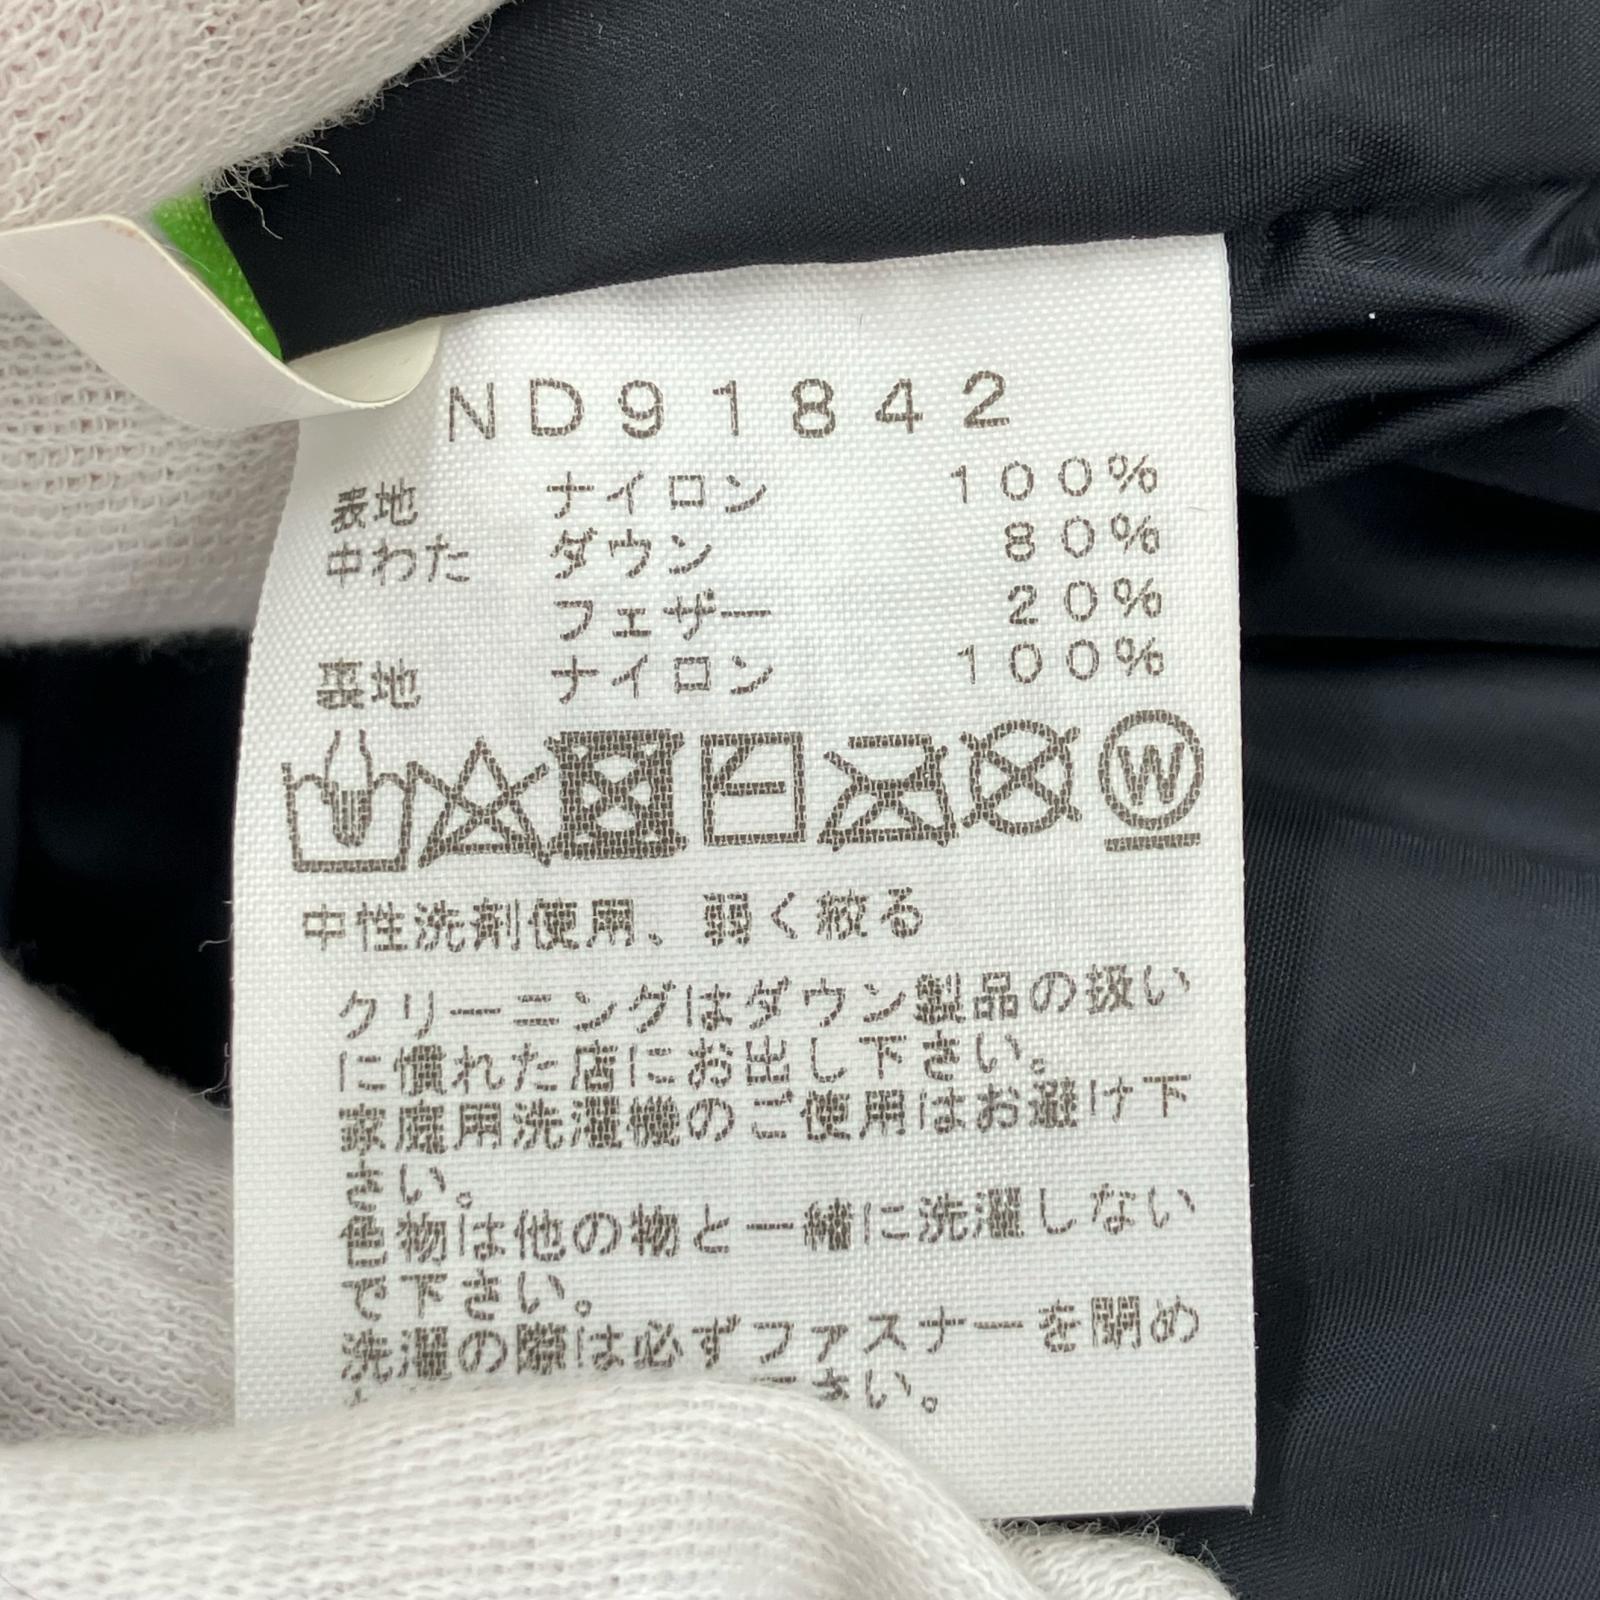 ND91842
表地 ナイロン 100%
中わた ダウン 80%
フェザー 20%
裏地 ナイロン 100%
W
中性洗剤使用、弱く絞る
クリーニングはダウン製品の扱い
に慣れた店にお出し下さい。
家庭用洗濯機のご使用はお避け下
さい。
色物は他の物と一緒に洗濯しない
で下さい。
洗濯の際は必ずファスナーを閉め
さい。